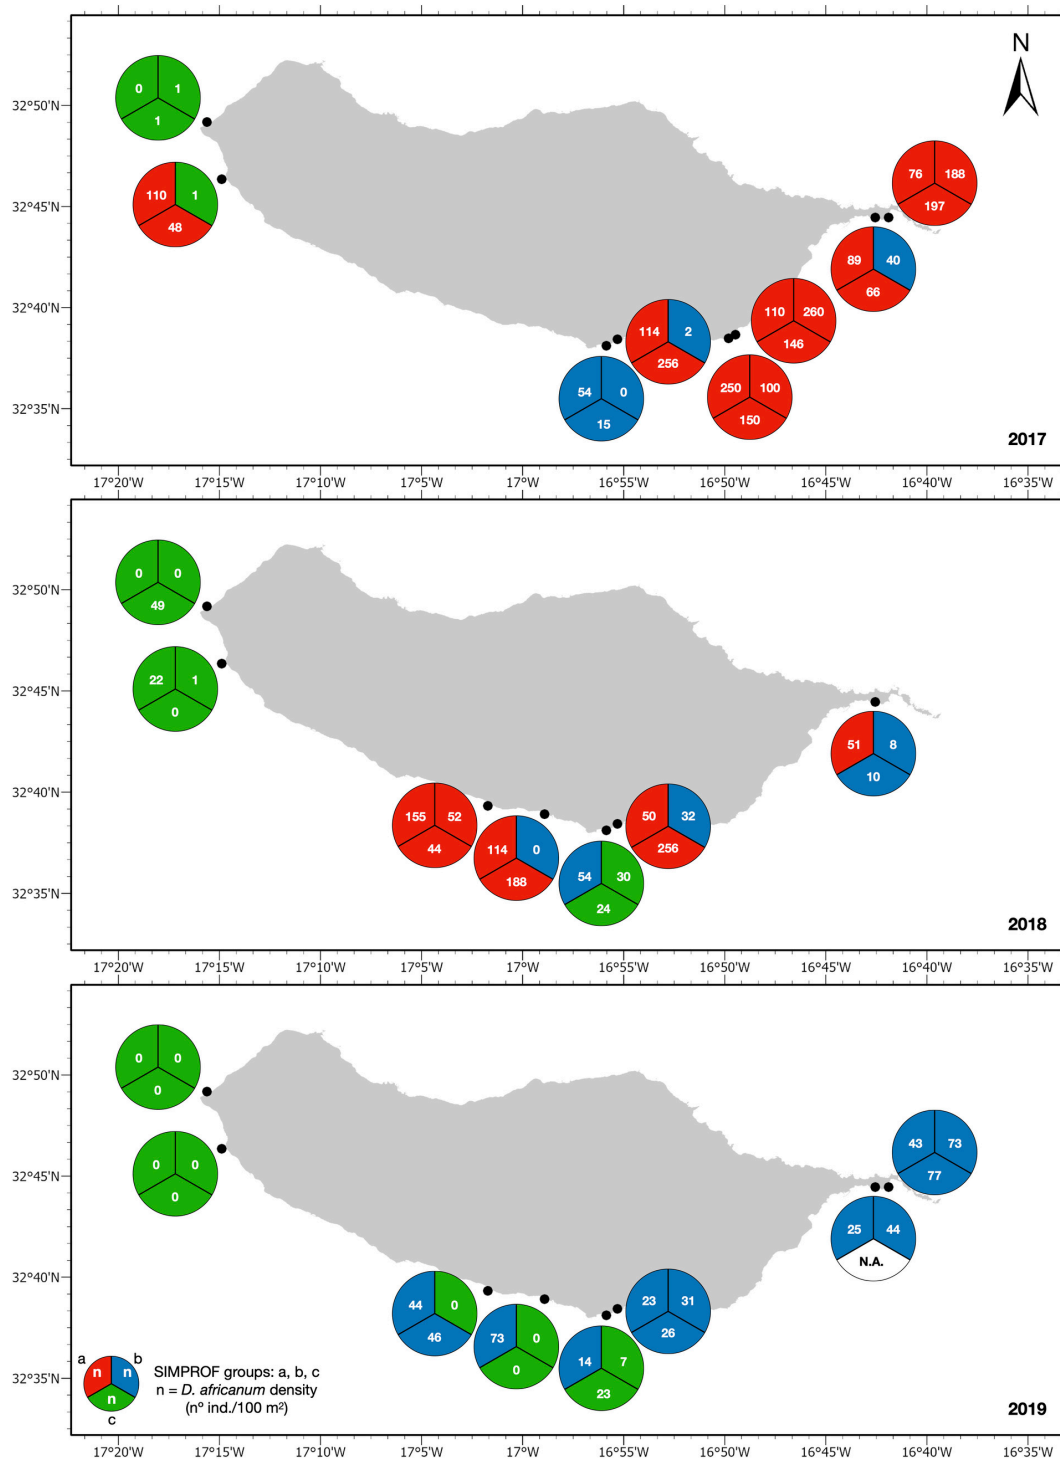 N
32°50'N
32°45'N
32°40'N
32°35'N
0 1
1
110 1
48
76 188
197
89 40
66
110 260
146
114 2
256
250 100
150
54 0
15
2017
17°20'W 17°15'W 17°10'W 17°5'W 17°0'W 16°55'W 16°50'W 16°45'W 16°40'W 16°35'W
32°50'N
32°45'N
32°40'N
32°35'N
0 0
49
22 1
0
51 8
10
155 52
44
114 0
188
54 30
24
50 32
256
2018
17°20'W 17°15'W 17°10'W 17°5'W 17°0'W 16°55'W 16°50'W 16°45'W 16°40'W 16°35'W
32°50'N
32°45'N
32°40'N
32°35'N
0 0
0
0 0
0
43 73
77
25 44
N.A.
44 0
46
73 0
0
14 7
23
23 31
26
a b
n n
n
c
SIMPROF groups: a, b, c
n = D. africanum density
(nº ind./100 m²)
2019
17°20'W 17°15'W 17°10'W 17°5'W 17°0'W 16°55'W 16°50'W 16°45'W 16°40'W 16°35'W